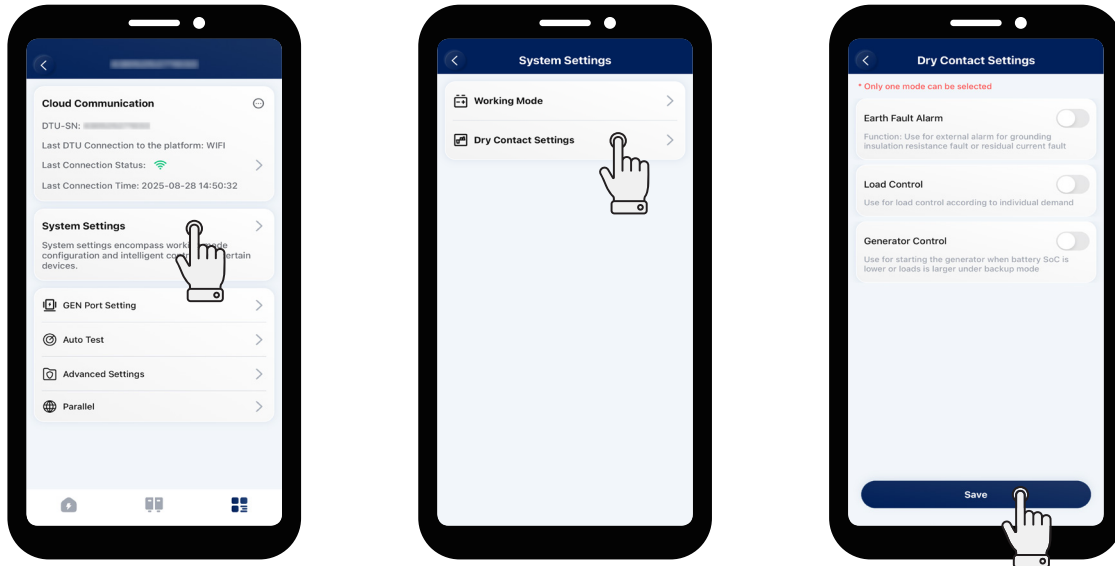 Cloud Communication
DTU-SN:
Last DTU Connection to the platform: WIFI
Last Connection Status:
Last Connection Time: 2025-08-28 14:50:32
System Settings
System settings encompass mode
configuration and intelligent
devices.
GEN Port Setting
Auto Test
Advanced Settings
Parallel
System Settings
Working Mode
Dry Contact Settings
Dry Contact Settings
* Only one mode can be selected
Earth Fault Alarm
Function: Use for external alarm for grounding
insulation resistance fault or residual current fault
Load Control
Use for load control according to individual demand
Generator Control
Use for starting the generator when battery SoC is
lower or loads is larger under backup mode
Save